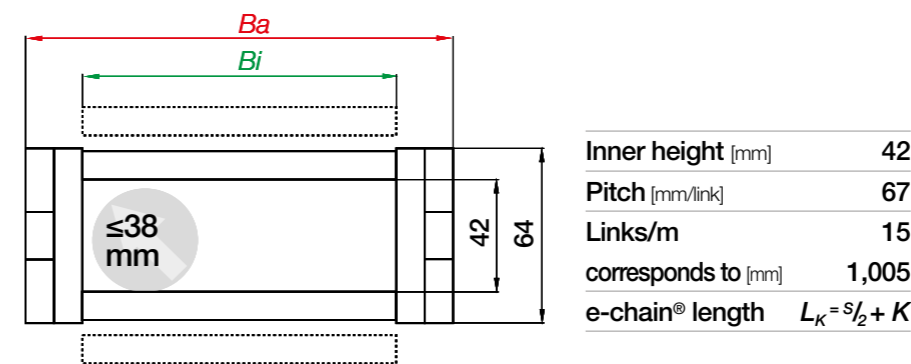 Ba
Bi
≤38
mm
42
64
Inner height [mm] 42
Pitch [mm/link] 67
Links/m 15
corresponds to [mm] 1,005
e-chain® length L_K = S/2 + K